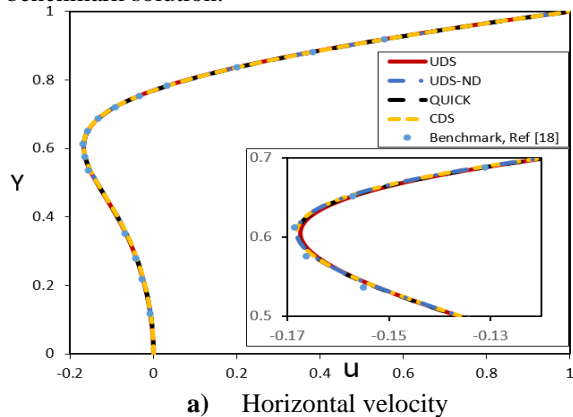 benchmark solution.
1
0.8
0.6
Y
0.4
0.2
0
-0.2
0
0.2
0.4
u
0.6
0.8
1
UDS
UDS-ND
QUICK
CDS
Benchmark, Ref [18]
0.7
0.6
0.5
-0.17
-0.15
-0.13
a) Horizontal velocity